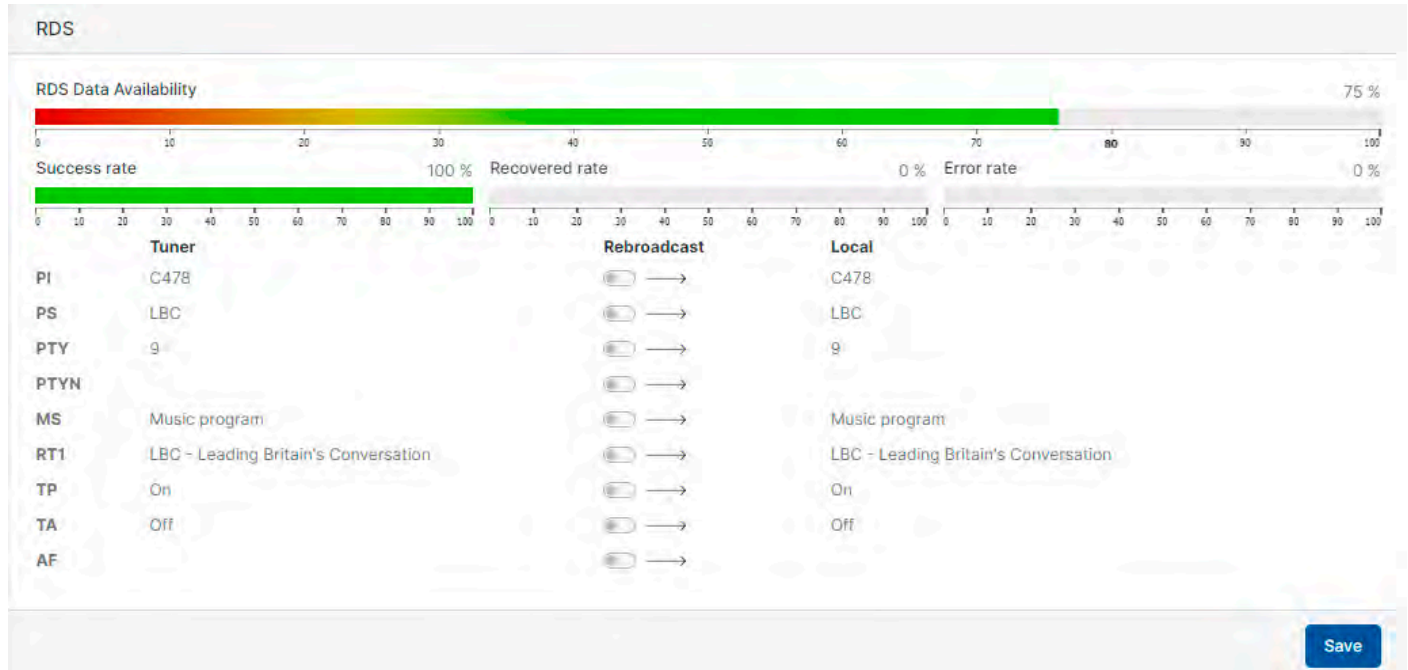 RDS
RDS Data Availability 75 %
0 10 20 30 40 50 60 70 80 90 100
Success rate 100 % Recovered rate 0 % Error rate 0 %
0 10 20 30 40 50 60 70 80 90 100 0 10 20 30 40 50 60 70 80 90 100 0 10 20 30 40 50 60 70 80 90 100
Tuner Rebroadcast Local
PI C478 C478
PS LBC LBC
PTY 9 9
PTYN
MS Music program Music program
RT1 LBC - Leading Britain's Conversation LBC - Leading Britain's Conversation
TP On On
TA Off Off
AF
Save